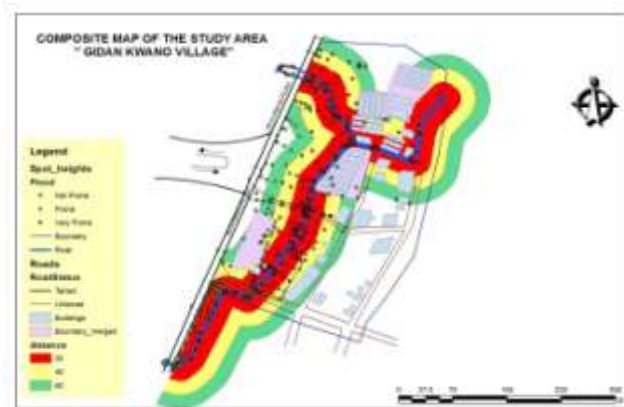 COMPOSITE MAP OF THE STUDY AREA
" GIDAN KWANO VILLAGE"
Legend
Spot_heights
Flood
Not Prone
Prone
Very Prone
Boundary
River
Roads
RoadStatus
Tarred
Untarred
Buildings
Boundary_merged
distance
40
60
0